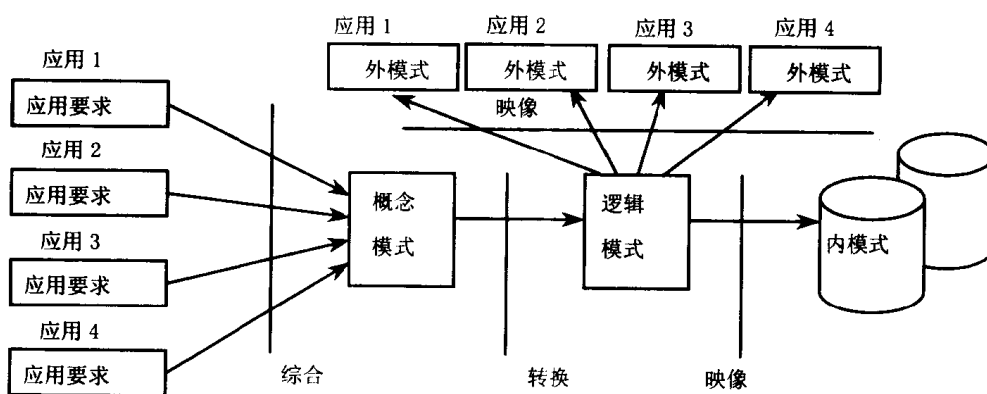 应用 1
应用 2
应用 3
应用 4
外模式
外模式
外模式
外模式
映像
应用 1
应用要求
应用 2
应用要求
应用 3
应用要求
应用 4
应用要求
概念
模式
逻辑
模式
内模式
综合
转换
映像